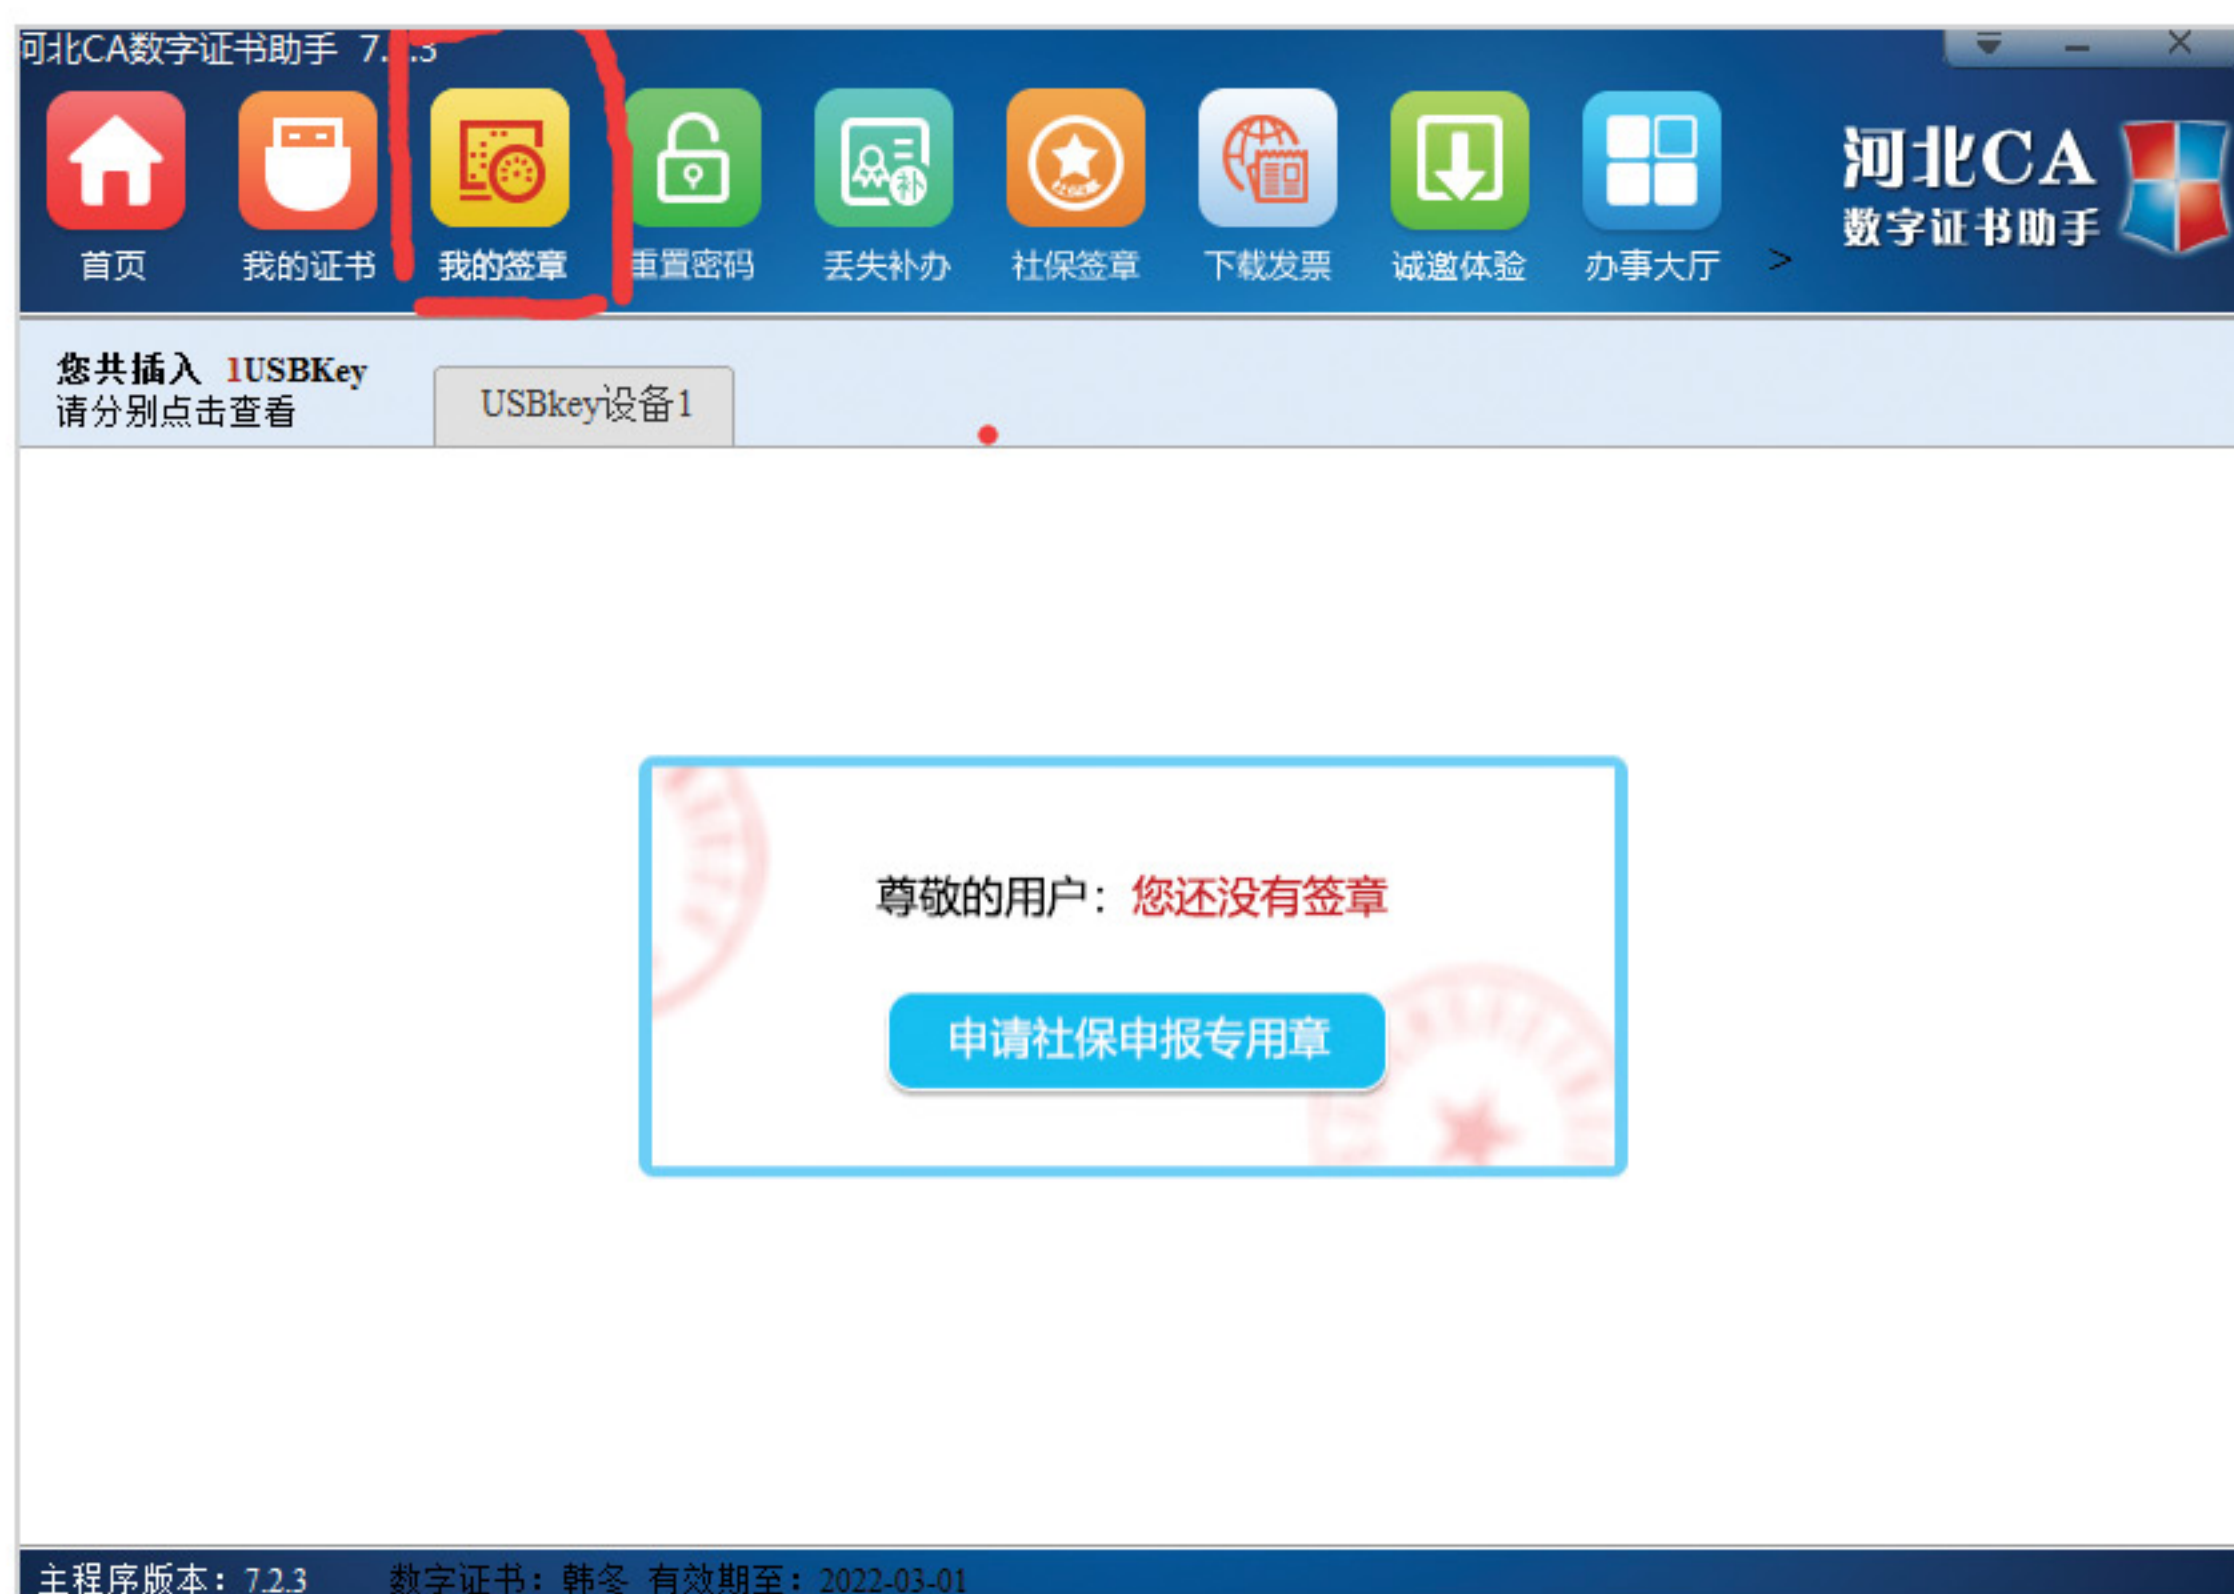 河北CA数字证书助手 7. .3
首页
我的证书
我的签章
重置密码
丢失补办
社保签章
下载发票
诚邀体验
办事大厅
>
河北CA
数字证书助手
您共插入 1USBKey
请分别点击查看
USBkey设备1
尊敬的用户：您还没有签章
申请社保申报专用章
主程序版本：7.2.3 数字证书：韩冬 有效期至：2022-03-01